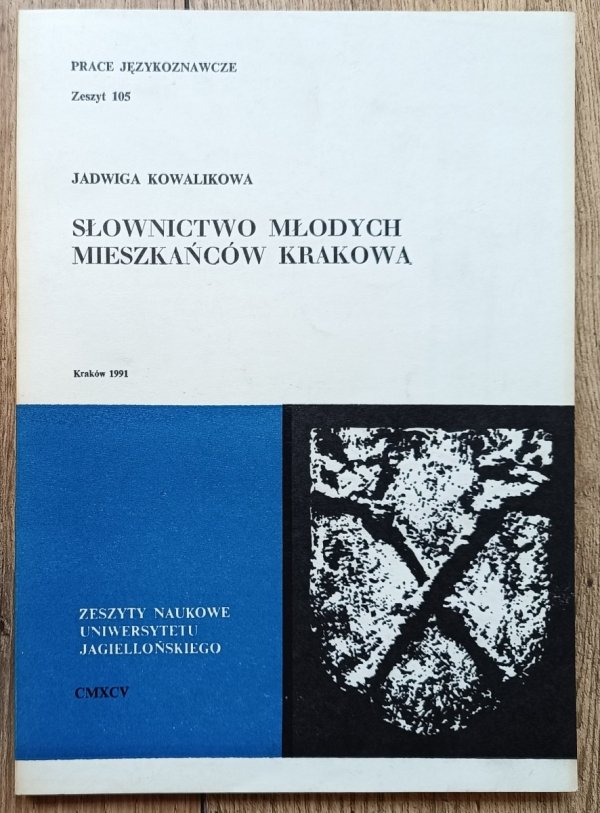 PRACE JĘZYKOZNAWCZE
Zeszyt 105
JADWIGA KOWALIKOWA
SŁOWNICTWO MŁODYCH
MIESZKAŃCÓW KRAKOWA
Kraków 1991
ZESZYTY NAUKOWE
UNIWERSYTETU
JAGIELLOŃSKIEGO
CMXCV